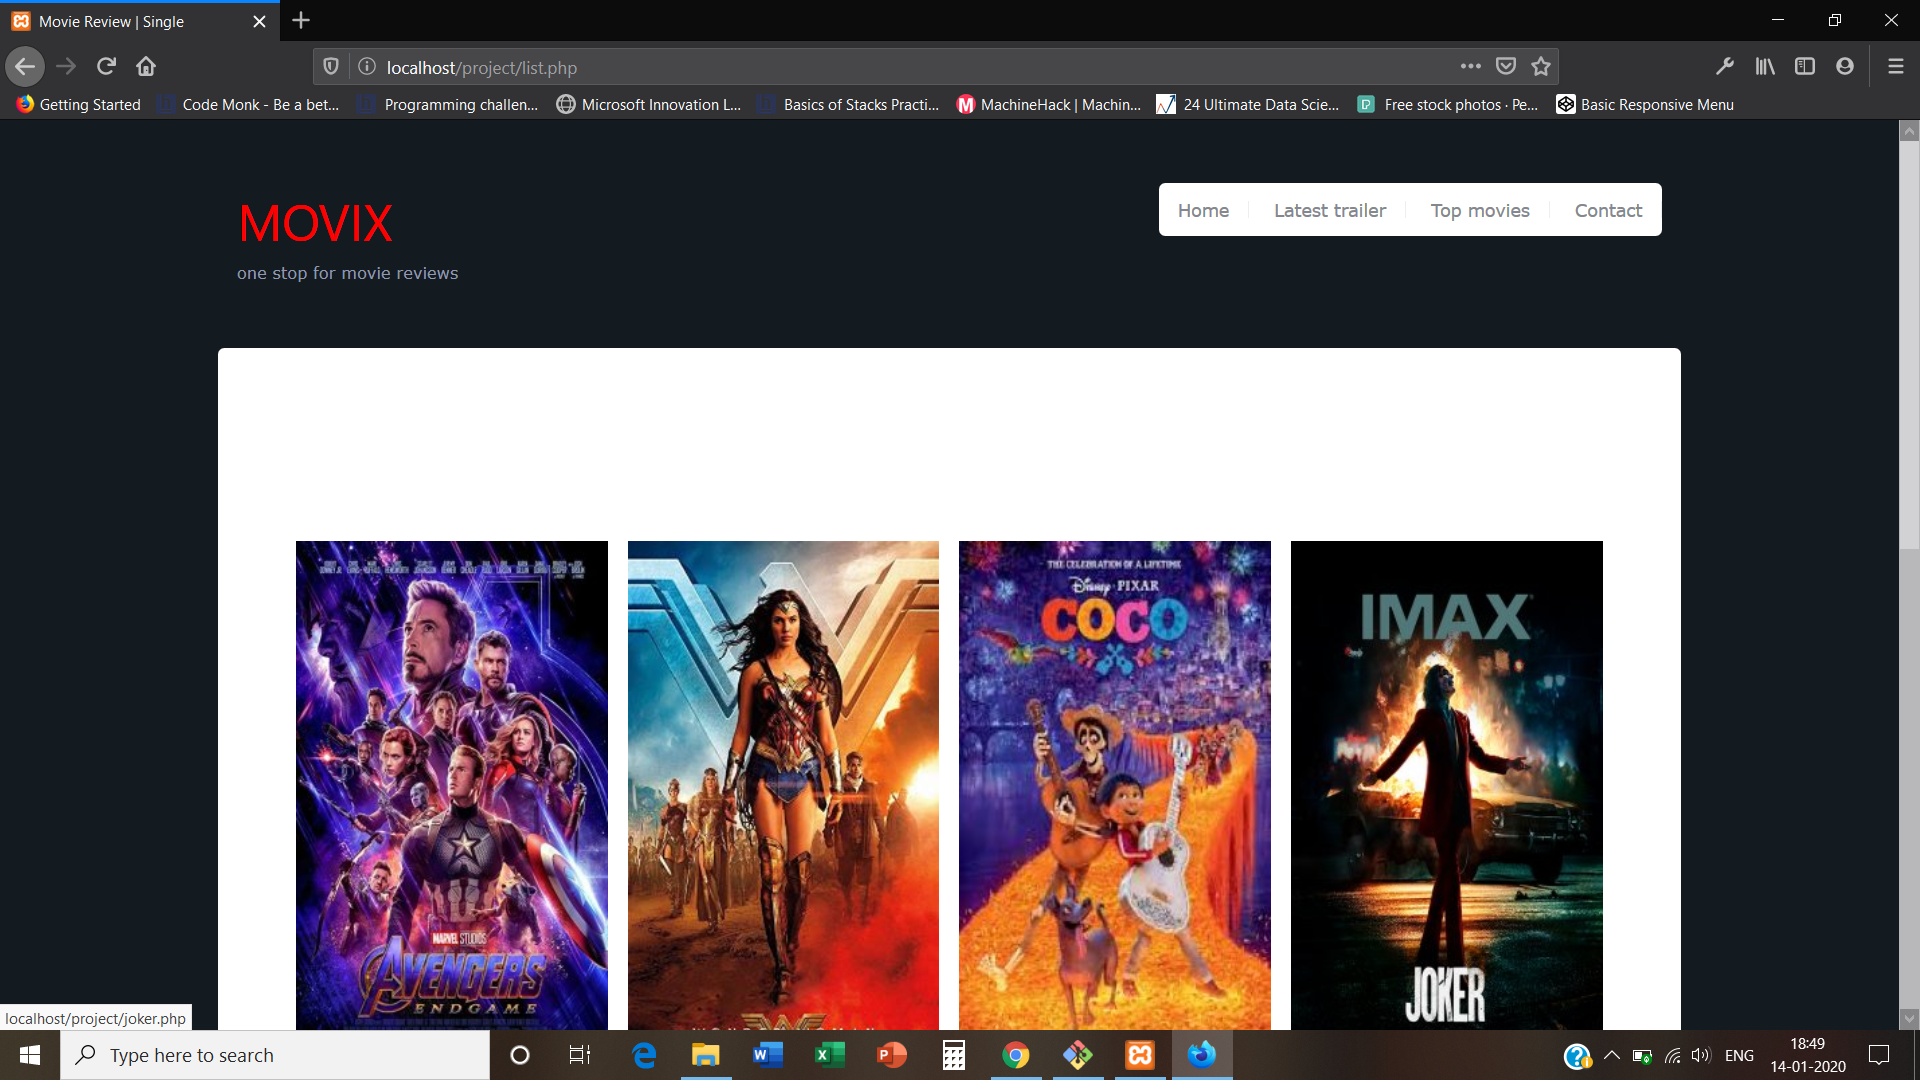 Movie Review | Single
localhost/project/list.php
Getting Started
Code Monk - Be a bet...
Programming challen...
Microsoft Innovation L...
Basics of Stacks Practi...
MachineHack | Machin...
24 Ultimate Data Scie...
Free stock photos · Pe...
Basic Responsive Menu
MOVIX
one stop for movie reviews
Home
Latest trailer
Top movies
Contact
MARVEL STUDIOS
AVENGERS
ENDGAME
THE CELEBRATION OF A LIFETIME
Disney · PIXAR
COCO
IMAX
JOKER
localhost/project/joker.php
Type here to search
ENG
18:49
14-01-2020